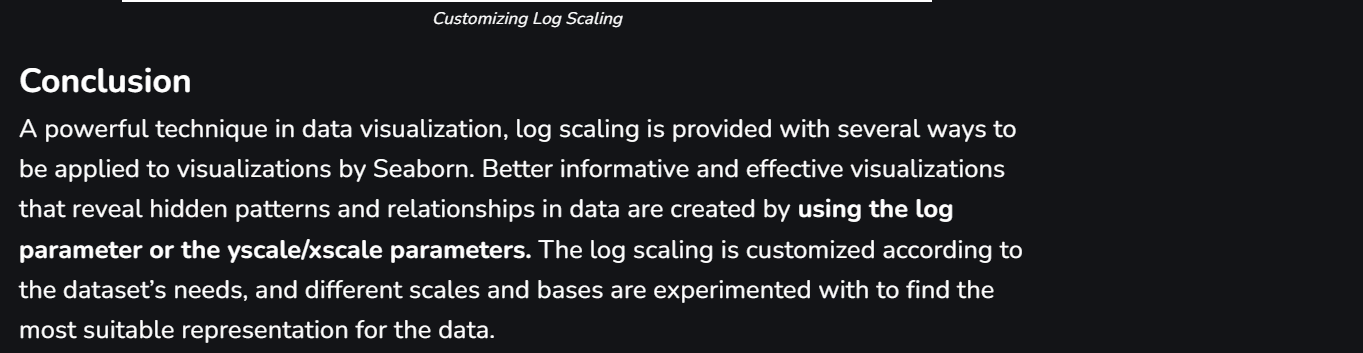 Customizing Log Scaling
Conclusion
A powerful technique in data visualization, log scaling is provided with several ways to
be applied to visualizations by Seaborn. Better informative and effective visualizations
that reveal hidden patterns and relationships in data are created by using the log
parameter or the yscale/xscale parameters. The log scaling is customized according to
the dataset’s needs, and different scales and bases are experimented with to find the
most suitable representation for the data.